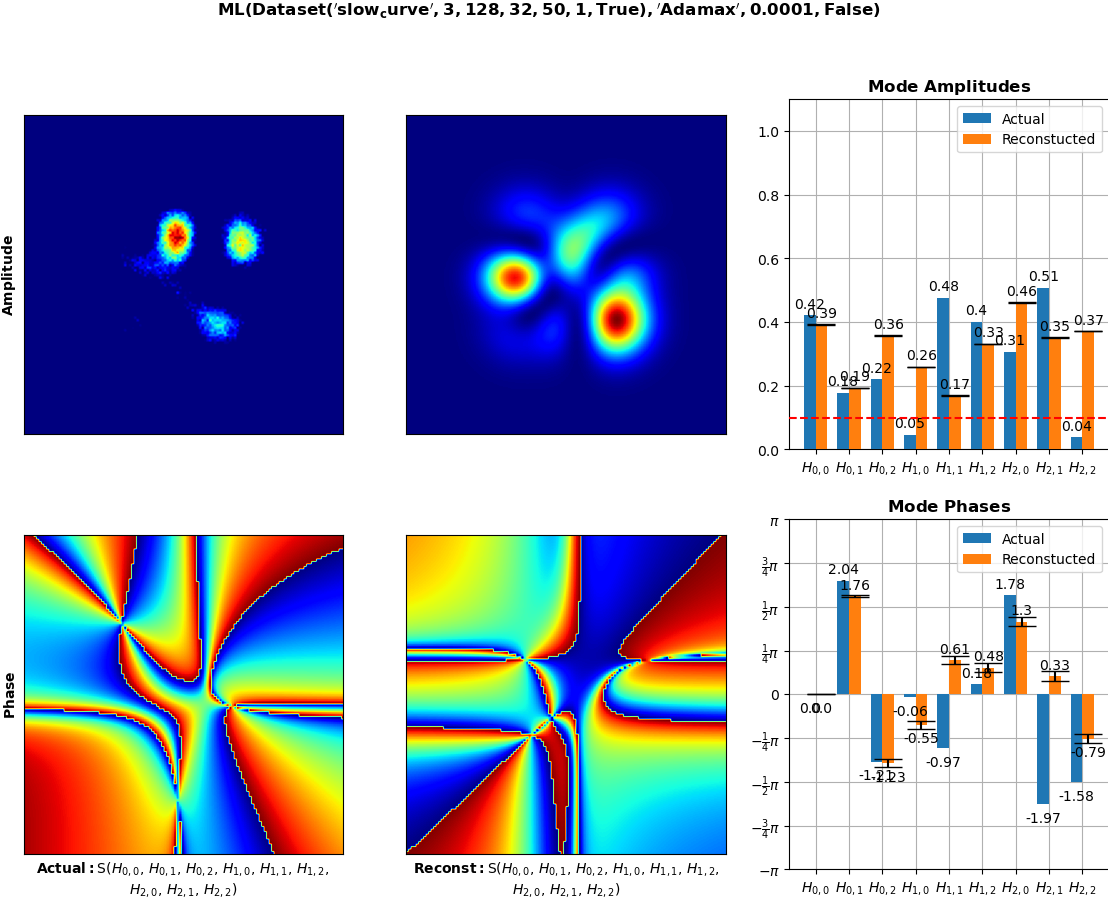 ML(Dataset('slow_curve', 3, 128, 32, 50, 1, True), 'Adamax', 0.0001, False)
Amplitude
Mode Amplitudes
Actual
Reconstucted
1.0
0.8
0.6
0.4
0.2
0.0
0.42 0.18 0.22 0.05 0.48 0.4 0.31 0.51 0.04
0.39 0.19 0.36 0.26 0.17 0.33 0.46 0.35 0.37
H0,0 H0,1 H0,2 H1,0 H1,1 H1,2 H2,0 H2,1 H2,2
Phase
Actual: S(H0,0, H0,1, H0,2, H1,0, H1,1, H1,2,
H2,0, H2,1, H2,2)
Reconst: S(H0,0, H0,1, H0,2, H1,0, H1,1, H1,2,
H2,0, H2,1, H2,2)
Mode Phases
Actual
Reconstucted
π
3/4π
1/2π
1/4π
0
−1/4π
−1/2π
−3/4π
−π
0.0 2.04 -1.21 -0.06 -0.97 0.18 1.78 -1.97 -1.58
0.0 1.76 -1.23 -0.55 0.61 0.48 1.3 0.33 -0.79
H0,0 H0,1 H0,2 H1,0 H1,1 H1,2 H2,0 H2,1 H2,2